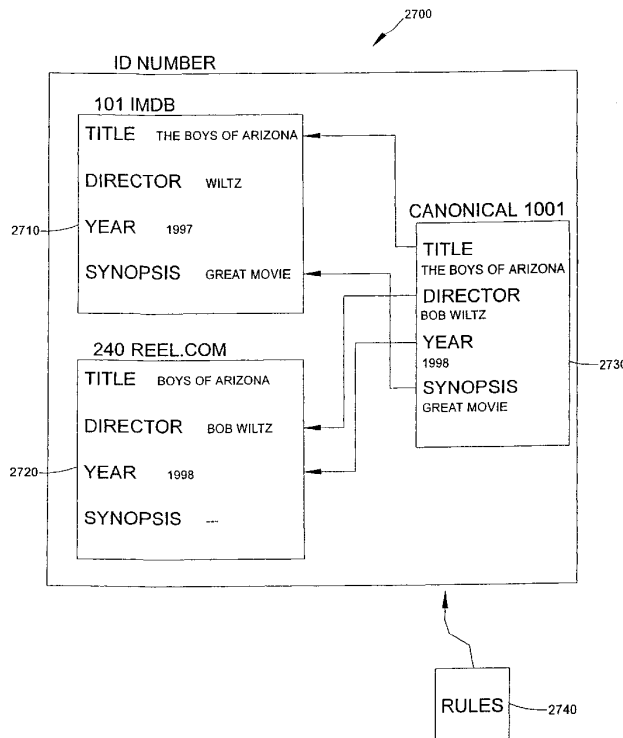 2700
ID NUMBER
101 IMDB
TITLE THE BOYS OF ARIZONA
DIRECTOR WILTZ
YEAR 1997
SYNOPSIS GREAT MOVIE
2710
240 REEL.COM
TITLE BOYS OF ARIZONA
DIRECTOR BOB WILTZ
YEAR 1998
SYNOPSIS ---
2720
CANONICAL 1001
TITLE
THE BOYS OF ARIZONA
DIRECTOR
BOB WILTZ
YEAR
1998
SYNOPSIS
GREAT MOVIE
2730
RULES
2740